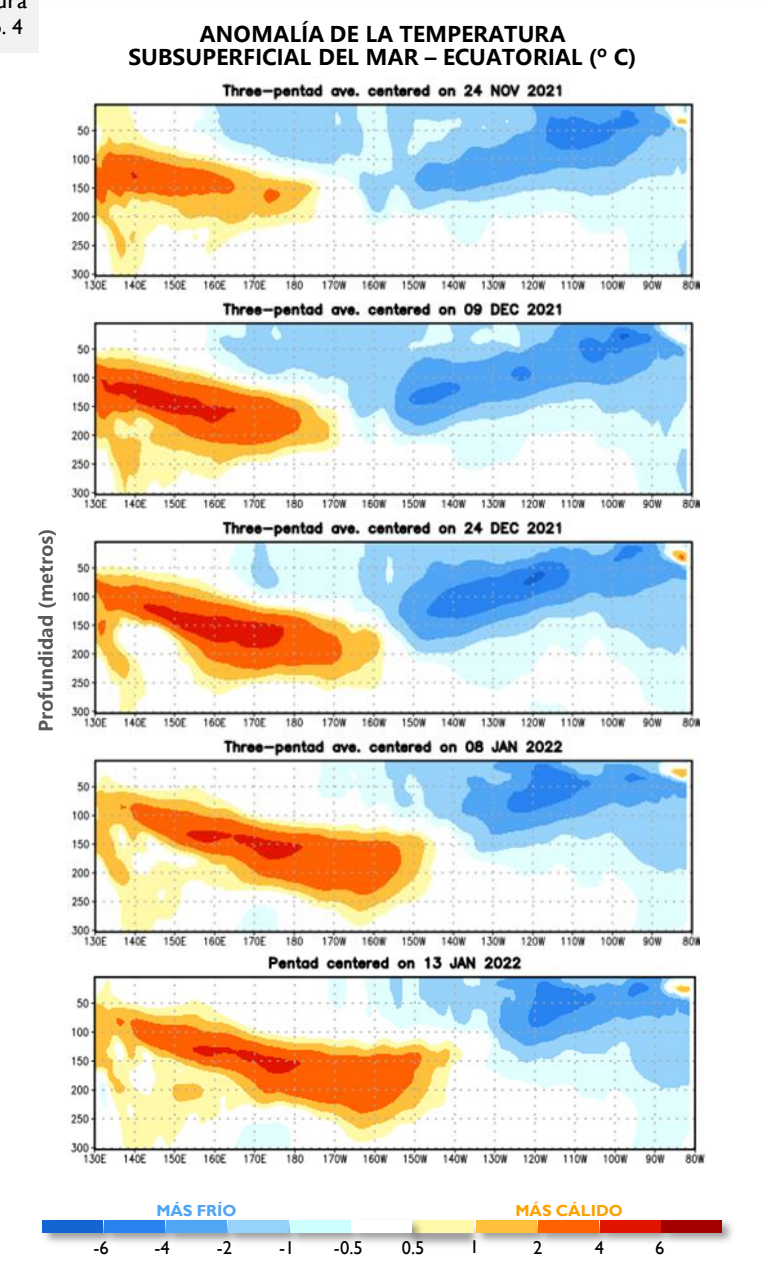 ura
. 4
ANOMALÍA DE LA TEMPERATURA
SUBSUPERFICIAL DEL MAR – ECUATORIAL (º C)
Profundidad (metros)
Three-pentad ave. centered on 24 NOV 2021
50
100
150
200
250
300
130E 140E 150E 160E 170E 180 170W 160W 150W 140W 130W 120W 110W 100W 90W 80W
Three-pentad ave. centered on 09 DEC 2021
50
100
150
200
250
300
130E 140E 150E 160E 170E 180 170W 160W 150W 140W 130W 120W 110W 100W 90W 80W
Three-pentad ave. centered on 24 DEC 2021
50
100
150
200
250
300
130E 140E 150E 160E 170E 180 170W 160W 150W 140W 130W 120W 110W 100W 90W 80W
Three-pentad ave. centered on 08 JAN 2022
50
100
150
200
250
300
130E 140E 150E 160E 170E 180 170W 160W 150W 140W 130W 120W 110W 100W 90W 80W
Pentad centered on 13 JAN 2022
50
100
150
200
250
300
130E 140E 150E 160E 170E 180 170W 160W 150W 140W 130W 120W 110W 100W 90W 80W
MÁS FRÍO MÁS CÁLIDO
-6 -4 -2 -1 -0.5 0.5 1 2 4 6